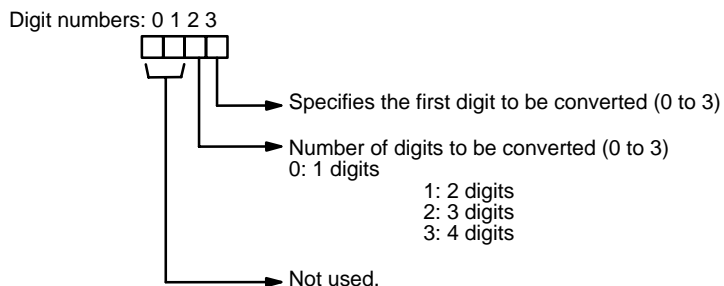 Digit numbers: 0 1 2 3
Specifies the first digit to be converted (0 to 3)
Number of digits to be converted (0 to 3)
0: 1 digits
1: 2 digits
2: 3 digits
3: 4 digits
Not used.